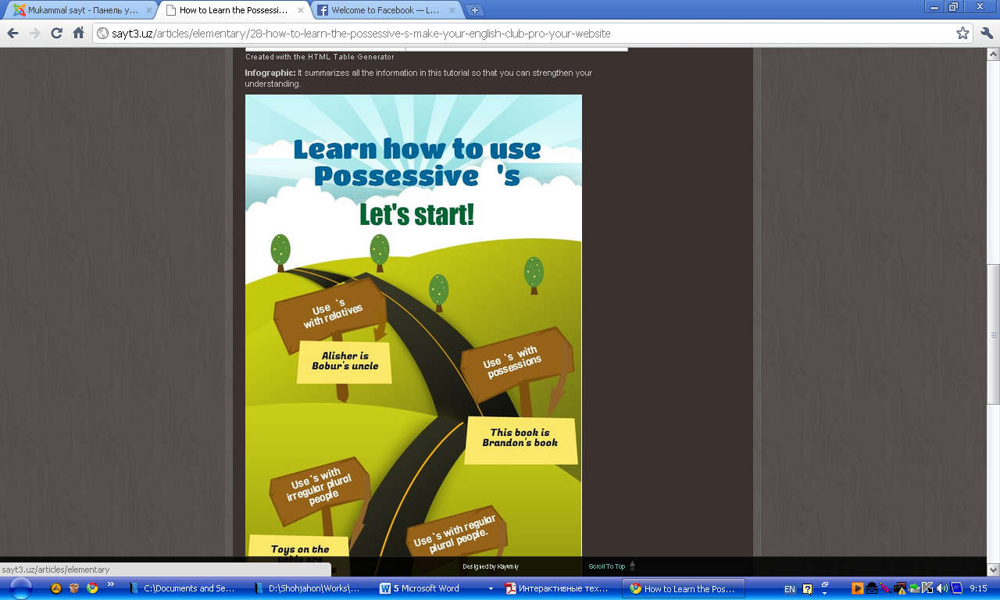 Mukammal sayt - Панель у...
How to Learn the Possessi...
Welcome to Facebook — L...
sayt3.uz/articles/elementary/28-how-to-learn-the-possessive-s-make-your-english-club-pro-your-website
Created with the HTML Table Generator
Infographic: It summarizes all the information in this tutorial so that you can strengthen your
understanding.
Learn how to use
Possessive 's
Let's start!
Use `s
with relatives
Alisher is
Bobur's uncle
Use `s with
possessions
This book is
Brandon's book
Use `s with
irregular plural
people
Use `s with regular
plural people.
Toys on the
table are
sayt3.uz/articles/elementary
Designed by Kayumiy
Scroll To Top
C:\Documents and Se...
D:\Shohjahon\Works\...
5 Microsoft Word
Интерактивные тех...
How to Learn the Pos...
EN
9:15